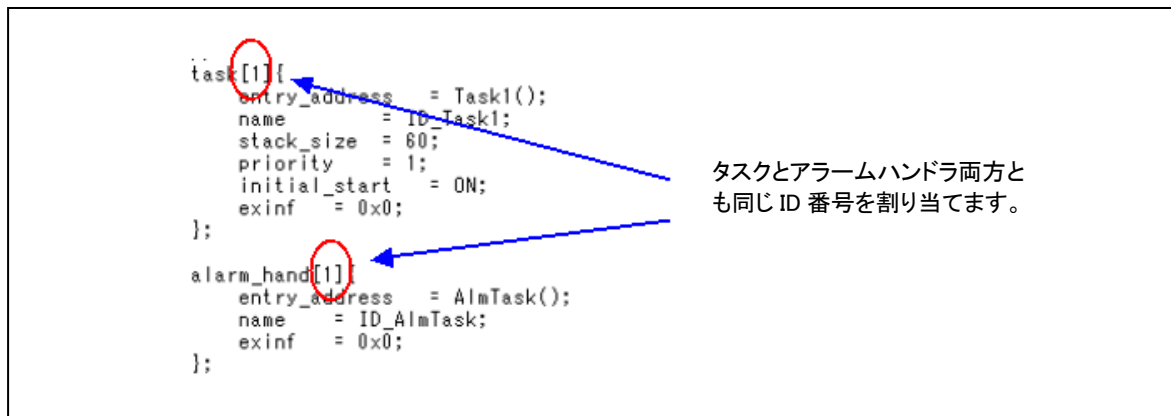 ..
task[1]{
entry_address = Task1();
name = ID_Task1;
stack_size = 60;
priority = 1;
initial_start = ON;
exinf = 0x0;
};
alarm_hand[1]{
entry_address = AlmTask();
name = ID_AlmTask;
exinf = 0x0;
};
タスクとアラームハンドラ両方と
も同じ ID 番号を割り当てます。